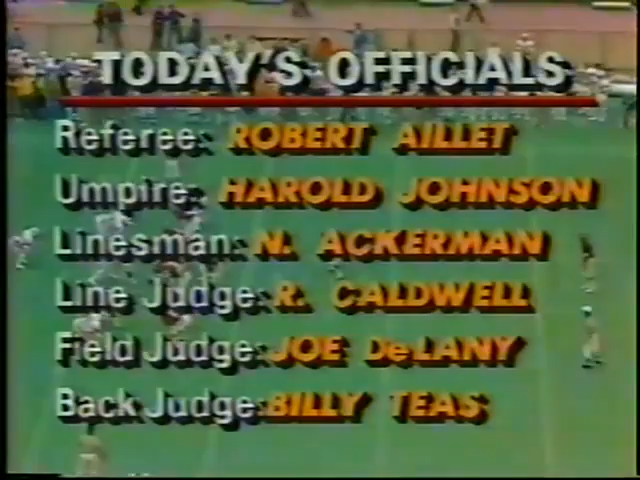 TODAY'S OFFICIALS
Referee: ROBERT AILLET
Umpire: HAROLD JOHNSON
Linesman: N. ACKERMAN
Line Judge: R. CALDWELL
Field Judge: JOE DeLANY
Back Judge: BILLY TEAS